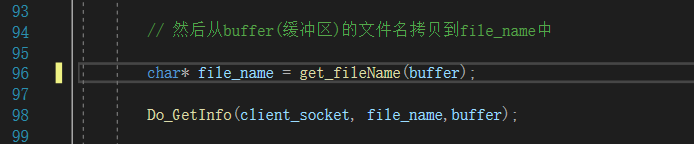 93
94 // 然后从buffer(缓冲区)的文件名拷贝到file_name中
95
96 char* file_name = get_fileName(buffer);
97
98 Do_GetInfo(client_socket, file_name,buffer);
99